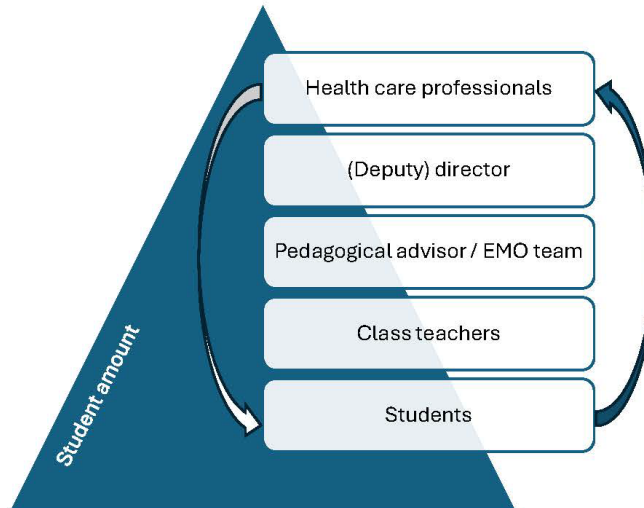 Health care professionals
(Deputy) director
Pedagogical advisor / EMO team
Class teachers
Students
Student amount